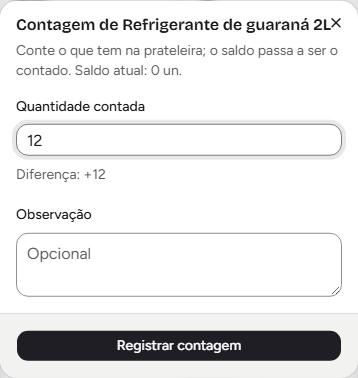 Contagem de Refrigerante de guaraná 2L
Conte o que tem na prateleira; o saldo passa a ser o
contado. Saldo atual: 0 un.
Quantidade contada
12
Diferença: +12
Observação
Opcional
Registrar contagem